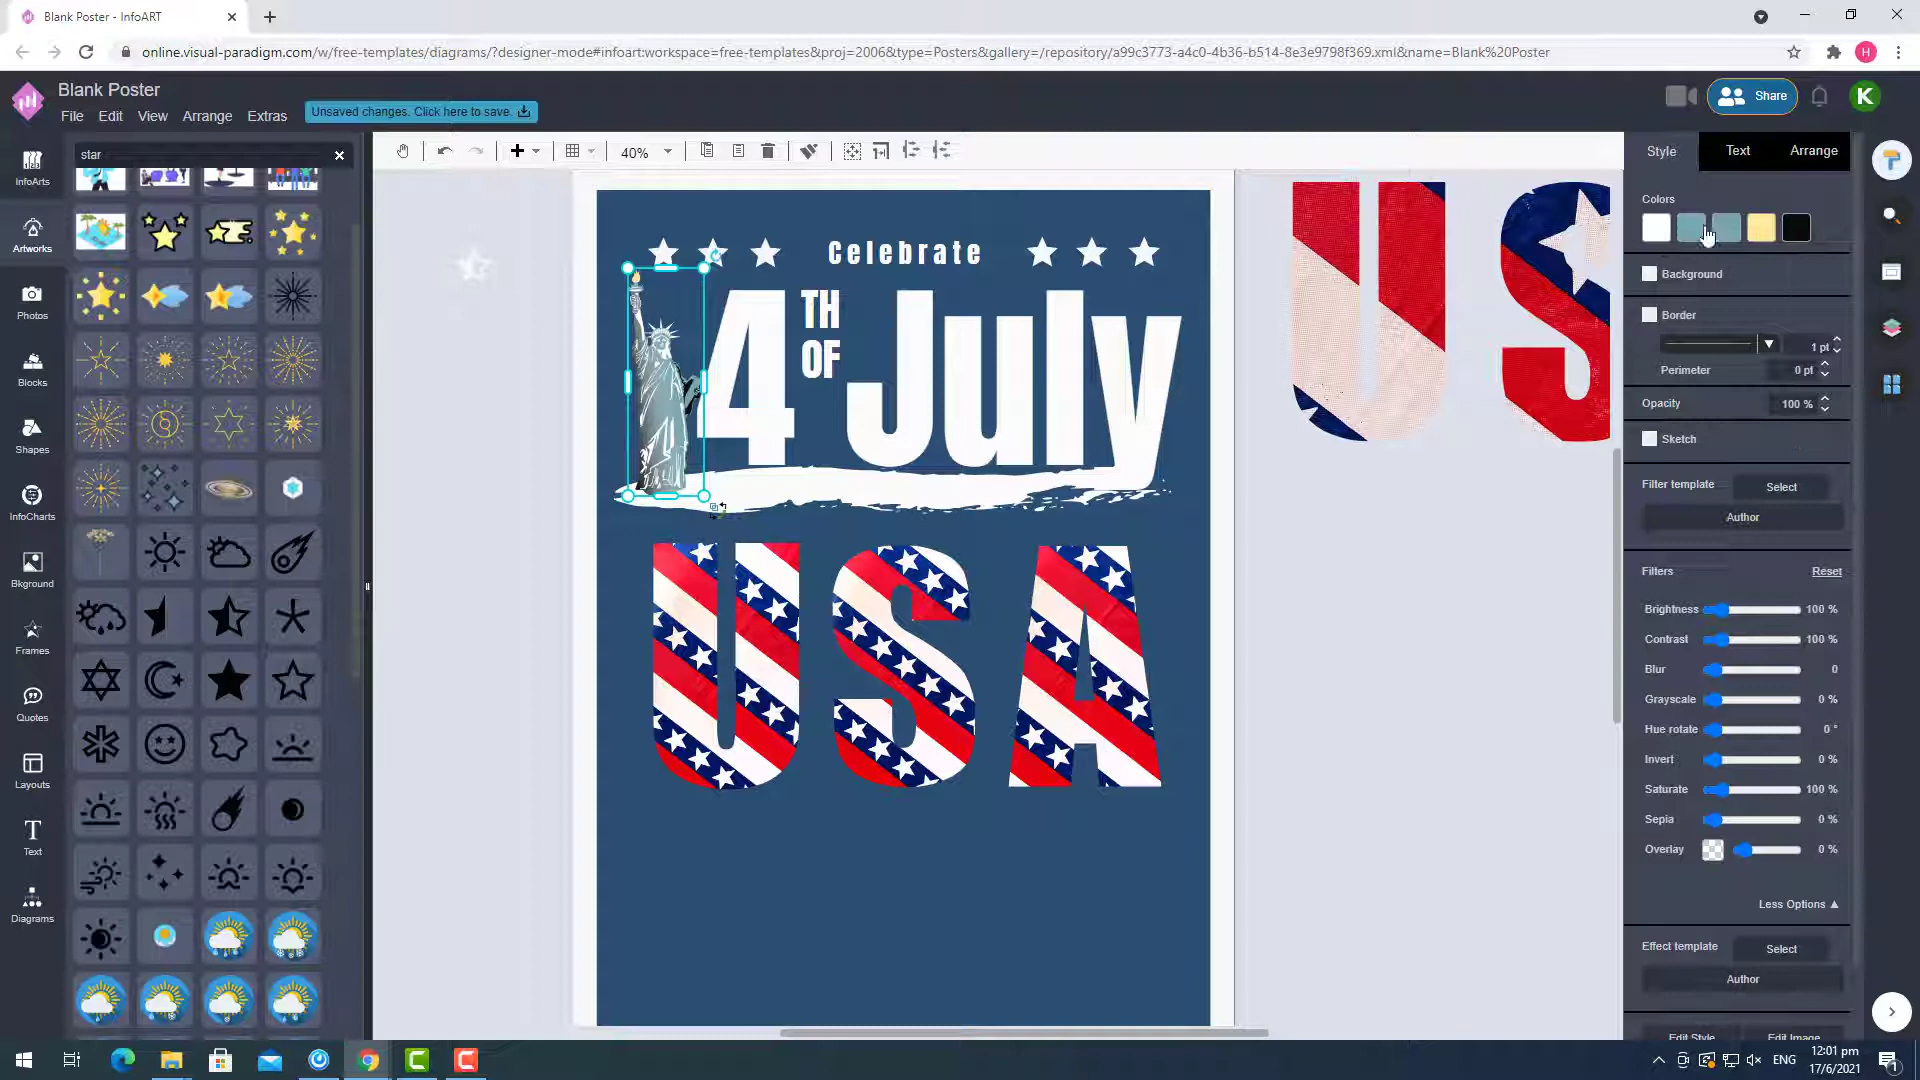 Blank Poster - InfoART
online.visual-paradigm.com/w/free-templates/diagrams/?designer-mode#infoart:workspace=free-templates&proj=2006&type=Posters&gallery=/repository/a99c3773-a4c0-4b36-b514-8e3e9798f369.xml&name=Blank%20Poster
H
Blank Poster
File Edit View Arrange Extras
Unsaved changes. Click here to save.
Share
K
InfoArts
Artworks
Photos
Blocks
Shapes
InfoCharts
Bkground
Frames
Quotes
Layouts
Text
Diagrams
star
40%
Celebrate
4 TH OF July
USA
US
Style Text Arrange
Colors
Background
Border
1 pt
Perimeter 0 pt
Opacity 100 %
Sketch
Filter template Select
Author
Filters Reset
Brightness 100 %
Contrast 100 %
Blur 0
Grayscale 0 %
Hue rotate 0 °
Invert 0 %
Saturate 100 %
Sepia 0 %
Overlay 0 %
Less Options
Effect template Select
Author
Edit Style Edit Image
ENG
12:01 pm
17/6/2021
1